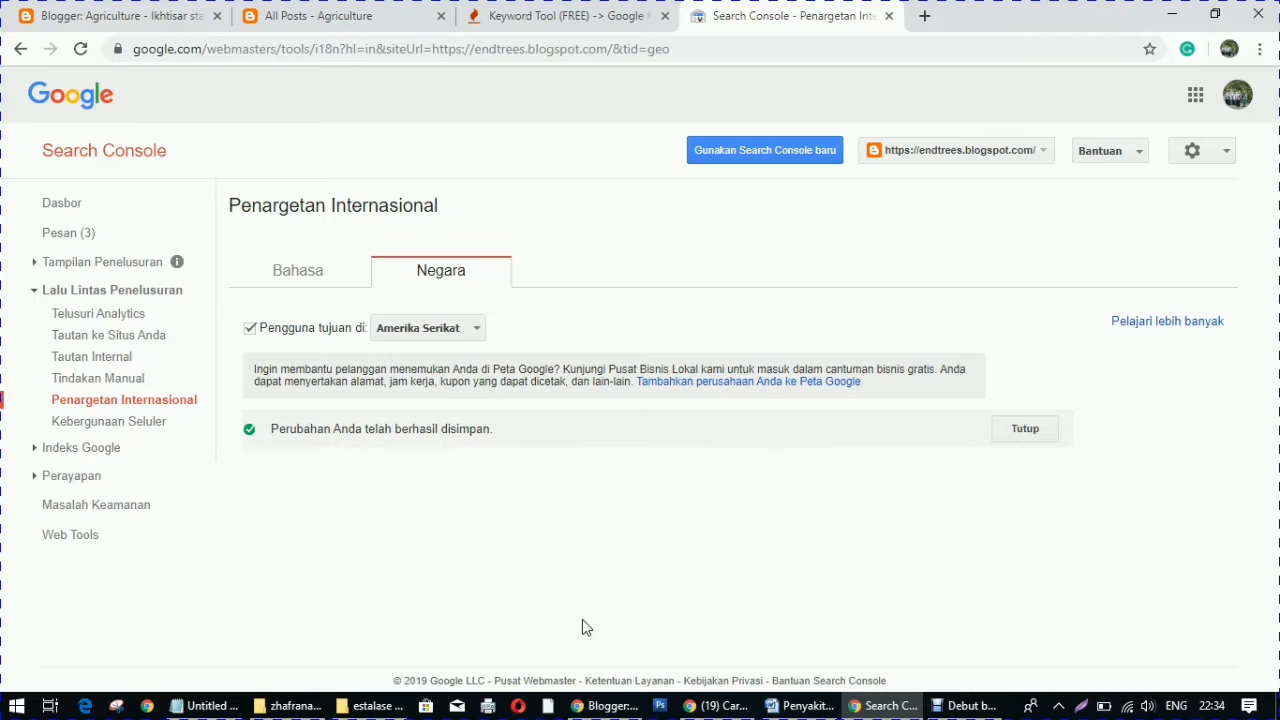 Blogger: Agriculture - Ikhtisar sta
All Posts - Agriculture
Keyword Tool (FREE) -> Google K
Search Console - Penargetan Inte
google.com/webmasters/tools/i18n?hl=in&siteUrl=https://endtrees.blogspot.com/&tid=geo
Google
Search Console
Gunakan Search Console baru
https://endtrees.blogspot.com/
Bantuan
Dasbor
Penargetan Internasional
Pesan (3)
Tampilan Penelusuran
Bahasa
Negara
Lalu Lintas Penelusuran
Telusuri Analytics
Pengguna tujuan di:
Amerika Serikat
Pelajari lebih banyak
Tautan ke Situs Anda
Tautan Internal
Ingin membantu pelanggan menemukan Anda di Peta Google? Kunjungi Pusat Bisnis Lokal kami untuk masuk dalam cantuman bisnis gratis. Anda
dapat menyertakan alamat, jam kerja, kupon yang dapat dicetak, dan lain-lain. Tambahkan perusahaan Anda ke Peta Google
Tindakan Manual
Penargetan Internasional
Kebergunaan Seluler
Perubahan Anda telah berhasil disimpan.
Tutup
Indeks Google
Perayapan
Masalah Keamanan
Web Tools
© 2019 Google LLC - Pusat Webmaster - Ketentuan Layanan - Kebijakan Privasi - Bantuan Search Console
Untitled ...
zhafrana...
estalase ...
Blogger:...
(19) Car...
Penyakit...
Search C...
Debut b...
ENG
22:34